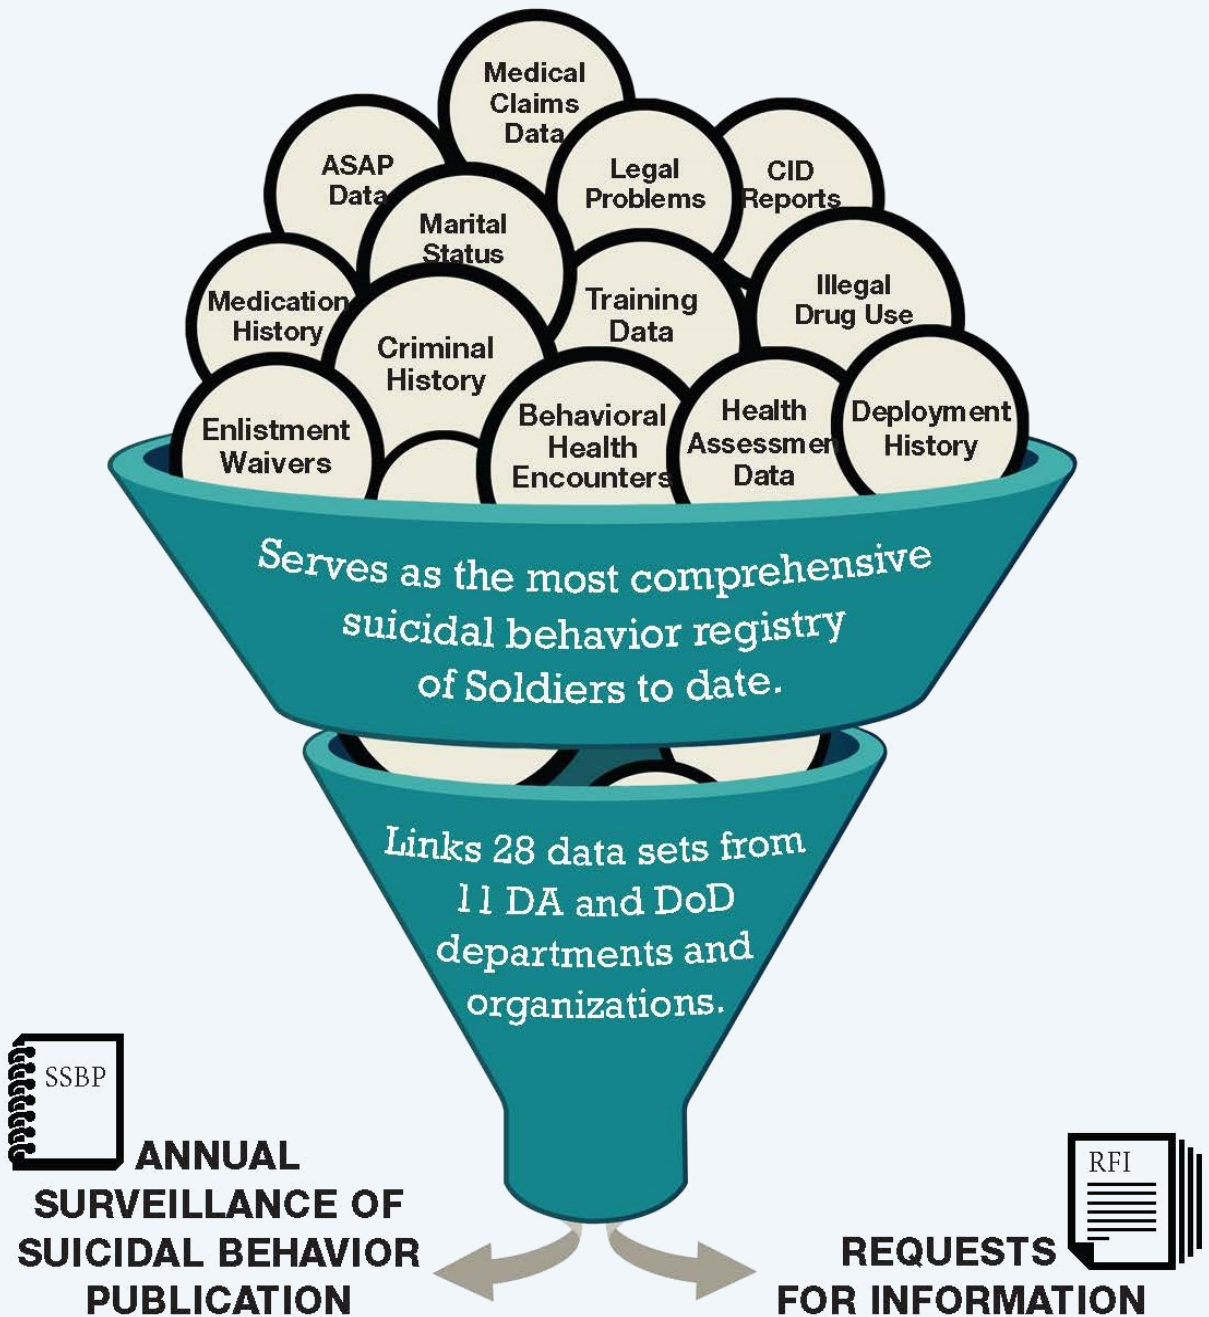 Medical
Claims
Data
ASAP
Data
Legal
Problems
CID
Reports
Marital
Status
Medication
History
Training
Data
Illegal
Drug Use
Criminal
History
Enlistment
Waivers
Behavioral
Health
Encounters
Health
Assessmen
Data
Deployment
History
Serves as the most comprehensive
suicidal behavior registry
of Soldiers to date.
Links 28 data sets from
11 DA and DoD
departments and
organizations.
SSBP
ANNUAL
SURVEILLANCE OF
SUICIDAL BEHAVIOR
PUBLICATION
RFI
REQUESTS
FOR INFORMATION